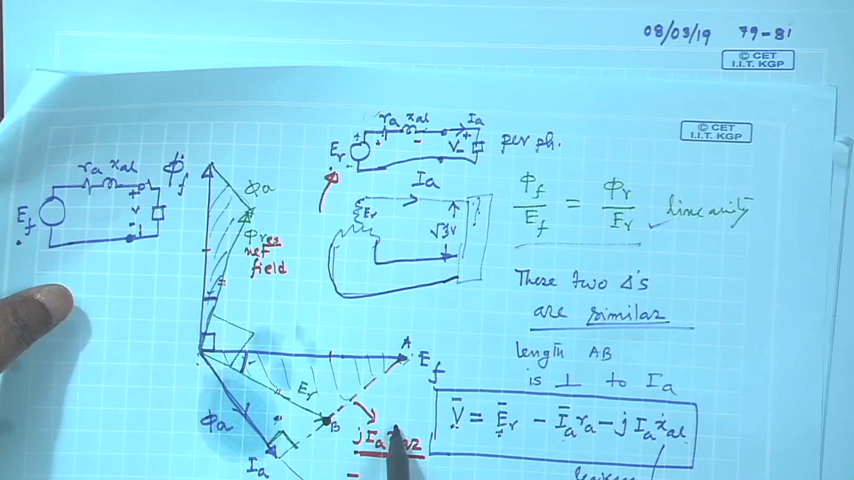 08/03/19 79-81
© CET
I.I.T. KGP
© CET
I.I.T. KGP
ra xal Ia
Er + - + V - per ph.
ϕf
ra xal
Ef + V -
ϕa
ϕres
net
field
Ia
Er √3V
ϕf / Ef = ϕr / Er linearity
These two Δ's
are similar
length AB
is ⊥ to Ia
A Ef
Er
B
ϕa
Ia
j Ia xar
V̄ = Ēr - Īa ra - j Ia xal